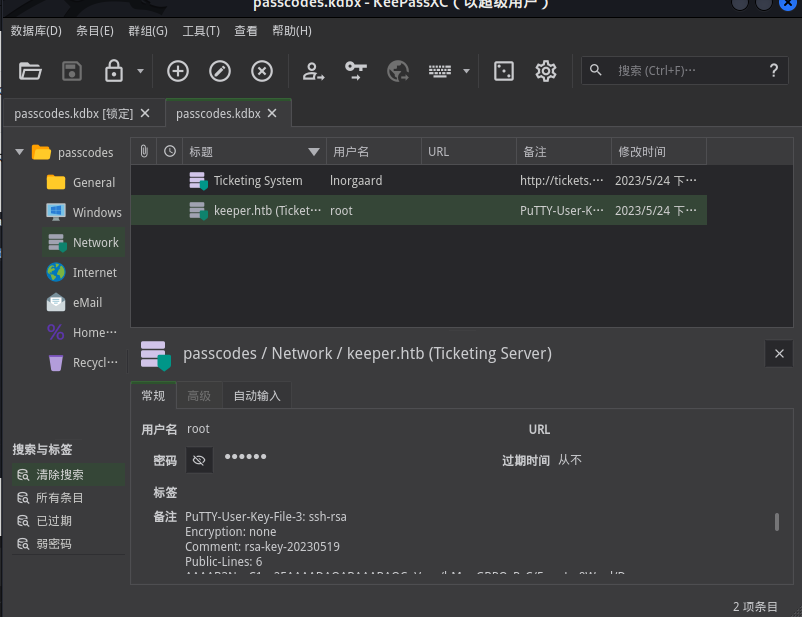 passcodes.kdbx - KeePassXC（以超级用户）
数据库(D) 条目(E) 群组(G) 工具(T) 查看 帮助(H)
搜索 (Ctrl+F)⋯ ?
passcodes.kdbx [锁定] passcodes.kdbx
passcodes
General
Windows
Network
Internet
eMail
Home⋯
Recycl⋯
标题 用户名 URL 备注 修改时间
Ticketing System lnorgaard http://tickets.⋯ 2023/5/24 下⋯
keeper.htb (Ticket⋯ root PuTTY-User-K⋯ 2023/5/24 下⋯
passcodes / Network / keeper.htb (Ticketing Server)
常规 高级 自动输入
用户名 root URL
密码 ●●●●●● 过期时间 从不
标签
备注 PuTTY-User-Key-File-3: ssh-rsa
Encryption: none
Comment: rsa-key-20230519
Public-Lines: 6
搜索与标签
清除搜索
所有条目
已过期
弱密码
2 项条目